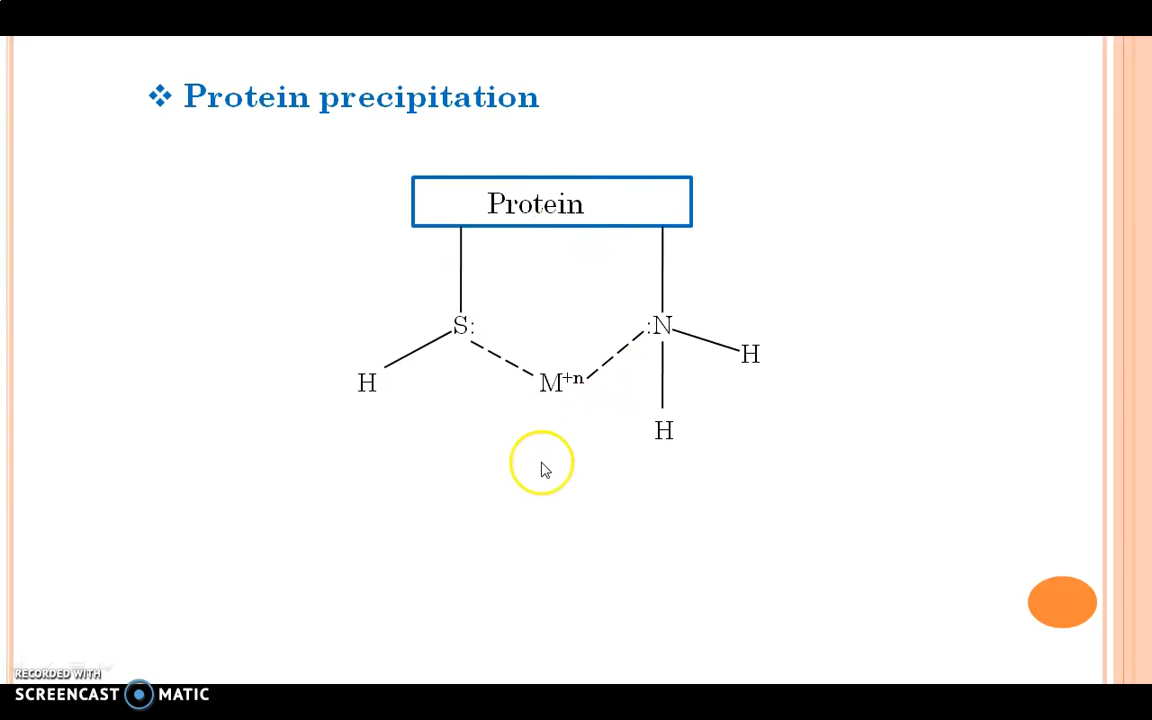 ❖ Protein precipitation
Protein
S:
:N
H
M+n
H
H
RECORDED WITH
SCREENCAST MATIC